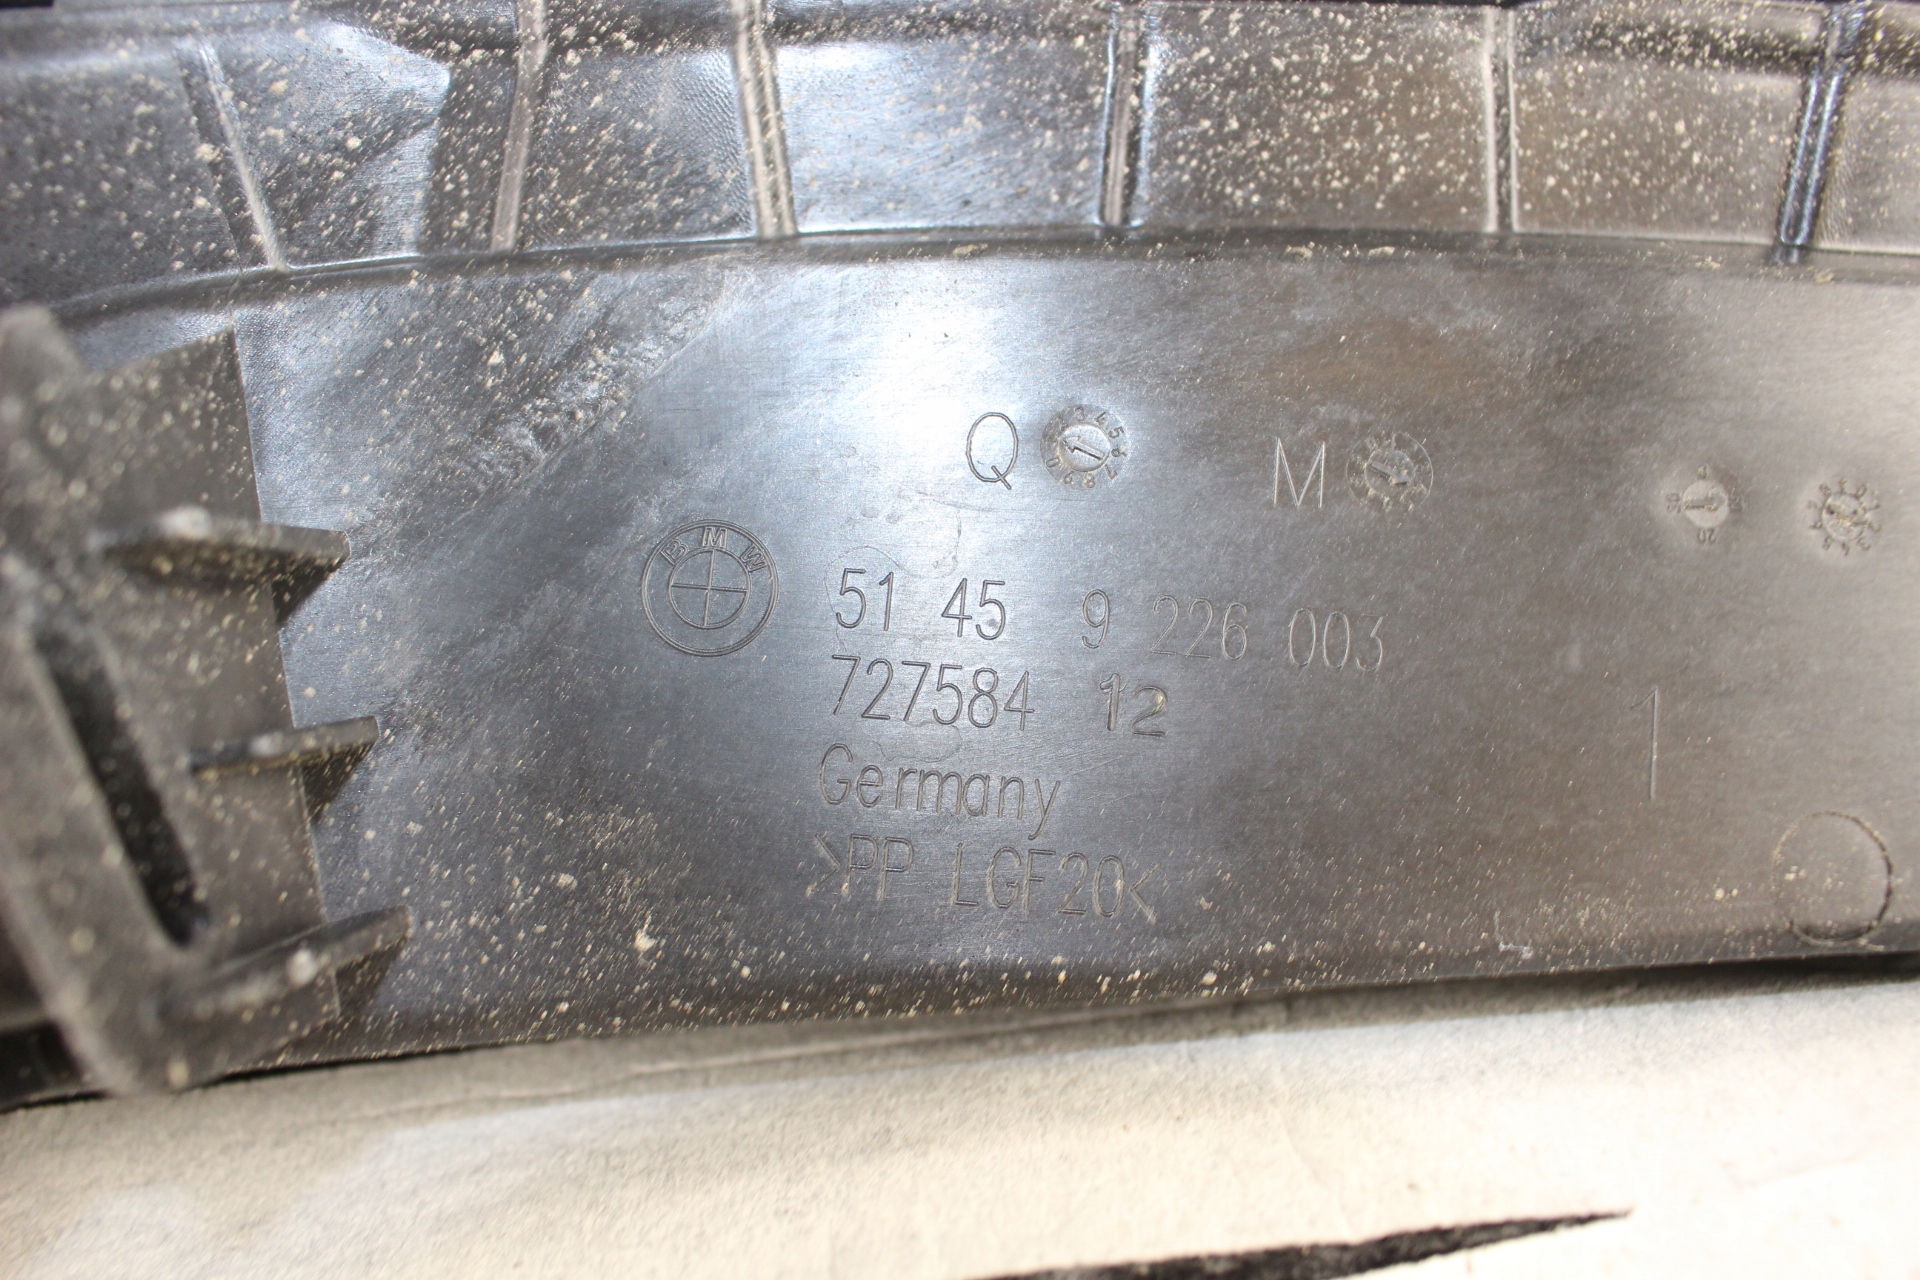 Q
M
BMW
51 45 9 226 003
727584 12
Germany
>PP LGF20<
1